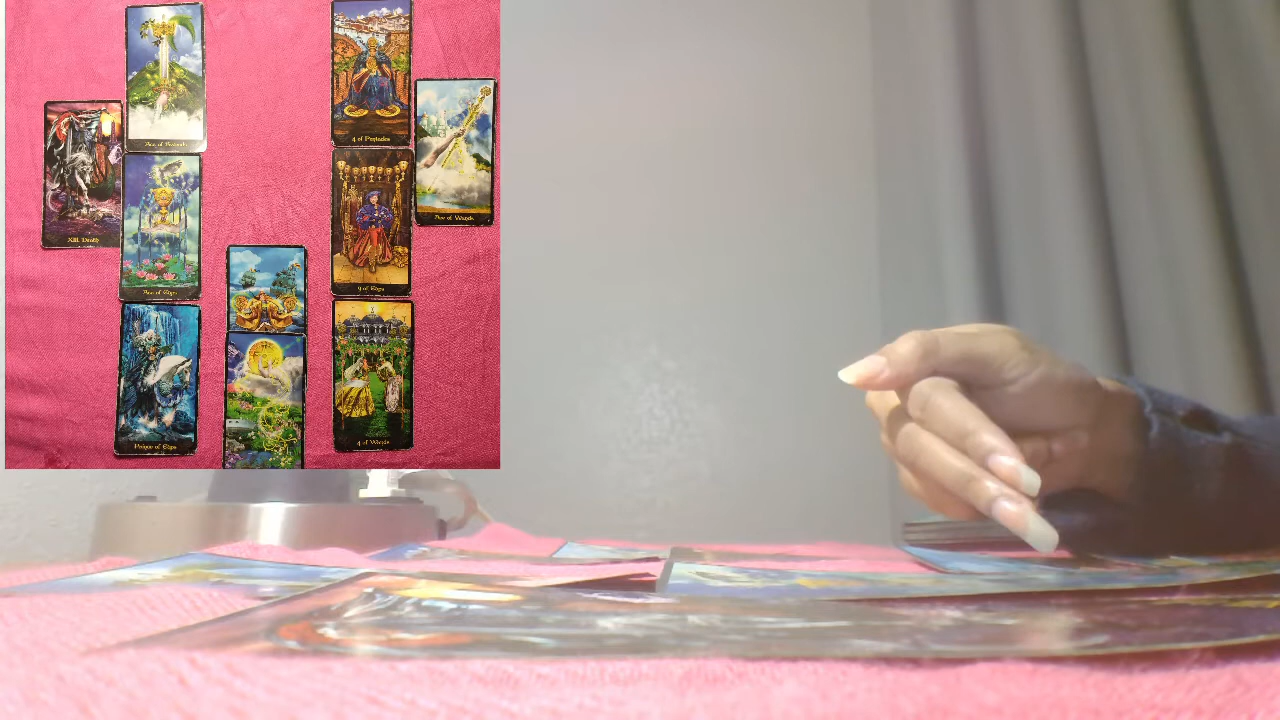 Ace of Swords
4 of Pentacles
XIII. Death
Ace of Wands
Ace of Cups
9 of Cups
Knight of Cups
4 of Wands